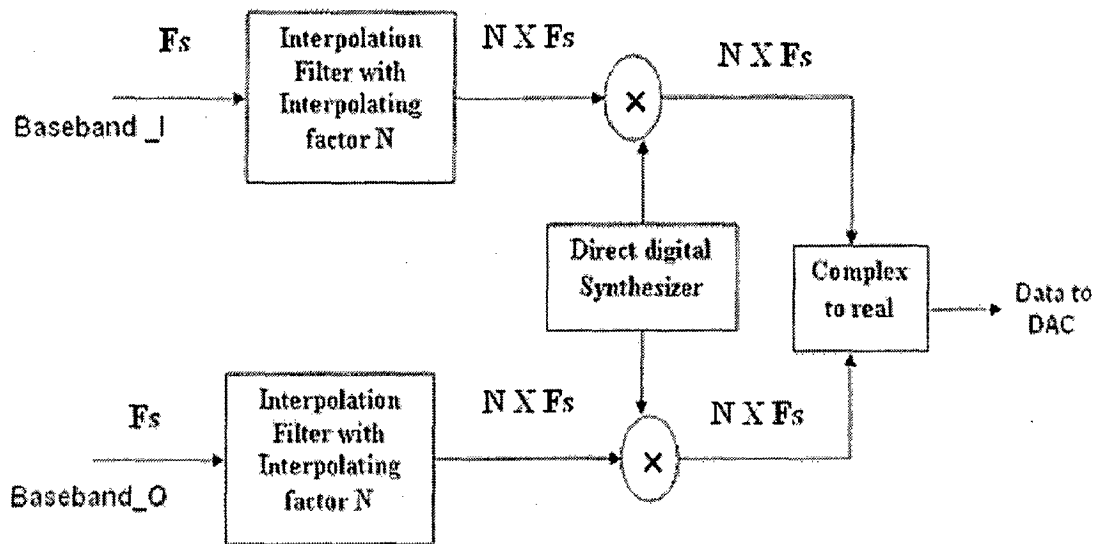 Fs
Interpolation
Filter with
Interpolating
factor N
N X Fs
×
N X Fs
Baseband _I
Direct digital
Synthesizer
Complex
to real
Data to
DAC
Fs
Interpolation
Filter with
Interpolating
factor N
N X Fs
×
N X Fs
Baseband_Q